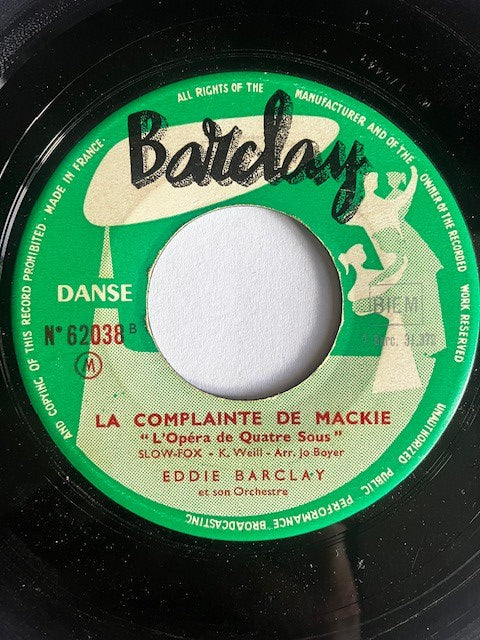 AND COPYING OF THIS RECORD PROHIBITED · MADE IN FRANCE · ALL RIGHTS OF THE MANUFACTURER AND OF THE OWNER OF THE RECORDED WORK RESERVED · UNAUTHORIZED PUBLIC PERFORMANCE BROADCASTING
Barclay
DANSE
BIEM
N° 62038 B
M
LA COMPLAINTE DE MACKIE
"L'Opéra de Quatre Sous"
SLOW-FOX - K. Weill - Arr. Jo Boyer
EDDIE BARCLAY
et son Orchestre